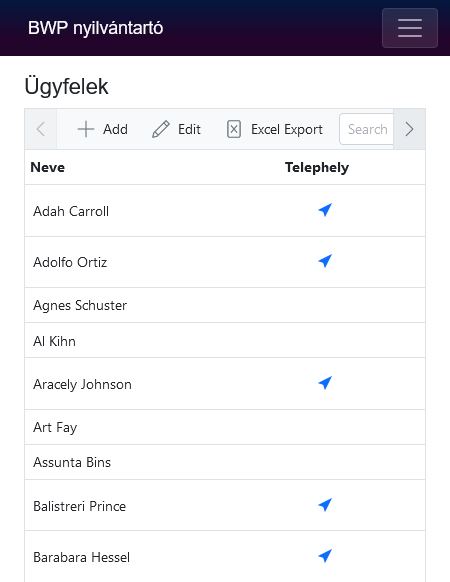 BWP nyilvántartó
Ügyfelek
Add Edit Excel Export Search
Neve Telephely
Adah Carroll
Adolfo Ortiz
Agnes Schuster
Al Kihn
Aracely Johnson
Art Fay
Assunta Bins
Balistreri Prince
Barabara Hessel